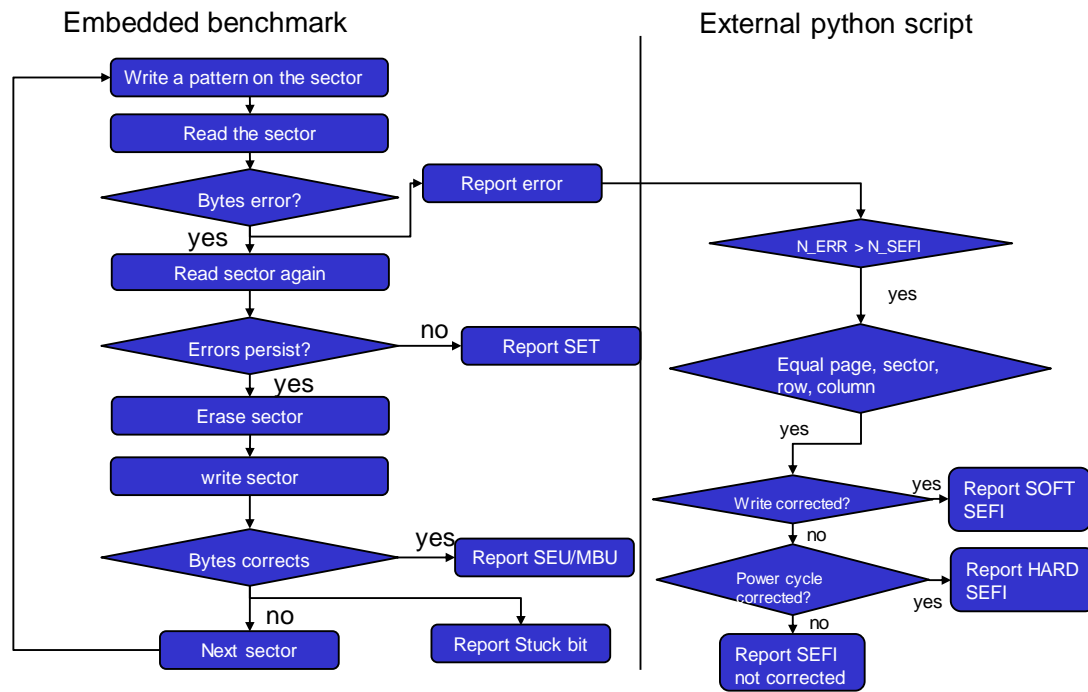 Embedded benchmark
Write a pattern on the sector
Read the sector
Bytes error?
Report error
yes
Read sector again
Errors persist?
no
Report SET
yes
Erase sector
write sector
Bytes corrects
yes
Report SEU/MBU
no
Next sector
Report Stuck bit
External python script
N_ERR > N_SEFI
yes
Equal page, sector,
row, column
yes
Write corrected?
yes
Report SOFT
SEFI
no
Power cycle
corrected?
yes
Report HARD
SEFI
no
Report SEFI
not corrected